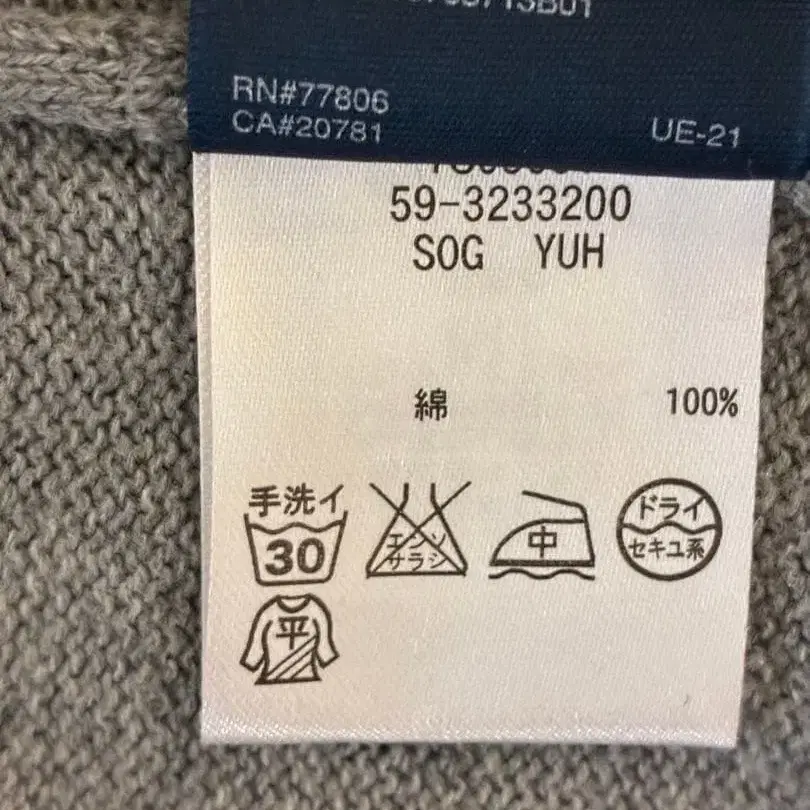 RN#77806
CA#20781 UE-21
59-3233200
SOG YUH
綿 100%
手洗イ
30
エンソ
サラシ
中
ドライ
セキユ系
平